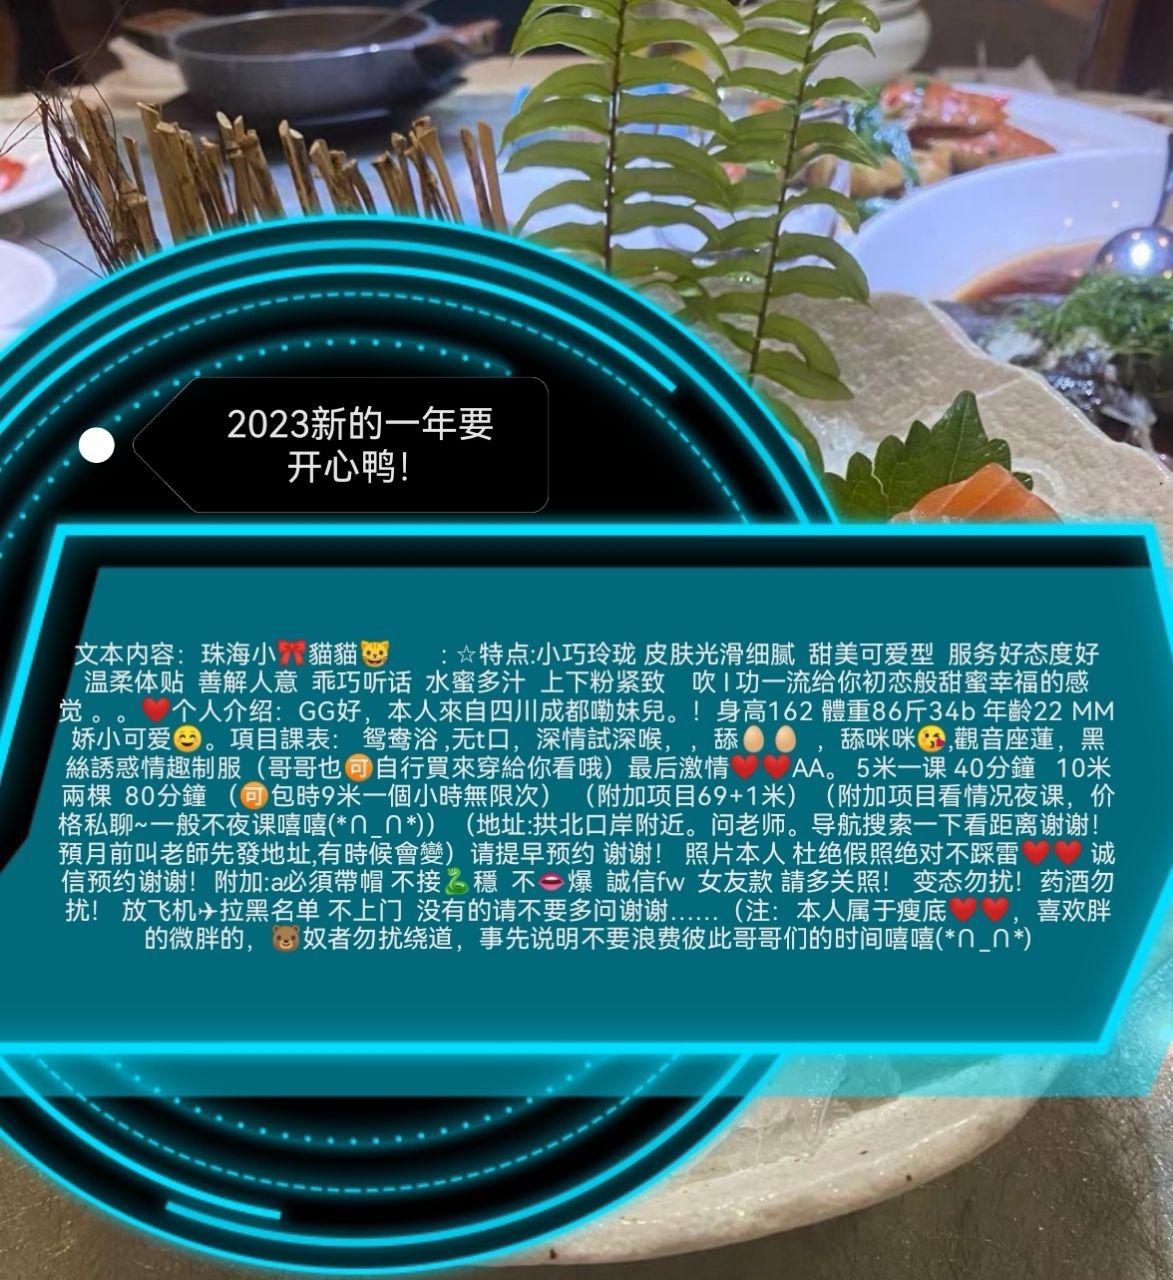 2023新的一年要
开心鸭！
文本内容：珠海小🎀貓貓😺 : ☆特点:小巧玲珑 皮肤光滑细腻 甜美可爱型 服务好态度好
温柔体贴 善解人意 乖巧听话 水蜜多汁 上下粉紧致 吹 I 功一流给你初恋般甜蜜幸福的感
觉 。。❤️个人介绍：GG好，本人來自四川成都嘞妹兒。！身高162 體重86斤34b 年齡22 MM
娇小可爱😊。項目課表： 鸳鸯浴 ,无t口，深情試深喉，，舔🥚🥚 ，舔咪咪😘,觀音座蓮，黑
絲誘惑情趣制服（哥哥也🉑自行買來穿給你看哦）最后激情❤️❤️AA。 5米一课 40分鐘 10米
兩棵 80分鐘 （🉑包時9米一個小時無限次）（附加项目69+1米）（附加项目看情况夜课，价
格私聊~一般不夜课嘻嘻(*∩_∩*)）（地址:拱北口岸附近。问老师。导航搜索一下看距离谢谢！
預月前叫老師先發地址,有時候會變）请提早预约 谢谢！ 照片本人 杜绝假照绝对不踩雷❤️❤️ 诚
信预约谢谢！附加:a必須帶帽 不接🐍穩 不👄爆 誠信fw 女友款 請多关照！ 变态勿扰！药酒勿
扰！ 放飞机✈拉黑名单 不上门 没有的请不要多问谢谢……（注：本人属于瘦底❤️❤️，喜欢胖
的微胖的，🐻奴者勿扰绕道，事先说明不要浪费彼此哥哥们的时间嘻嘻(*∩_∩*)